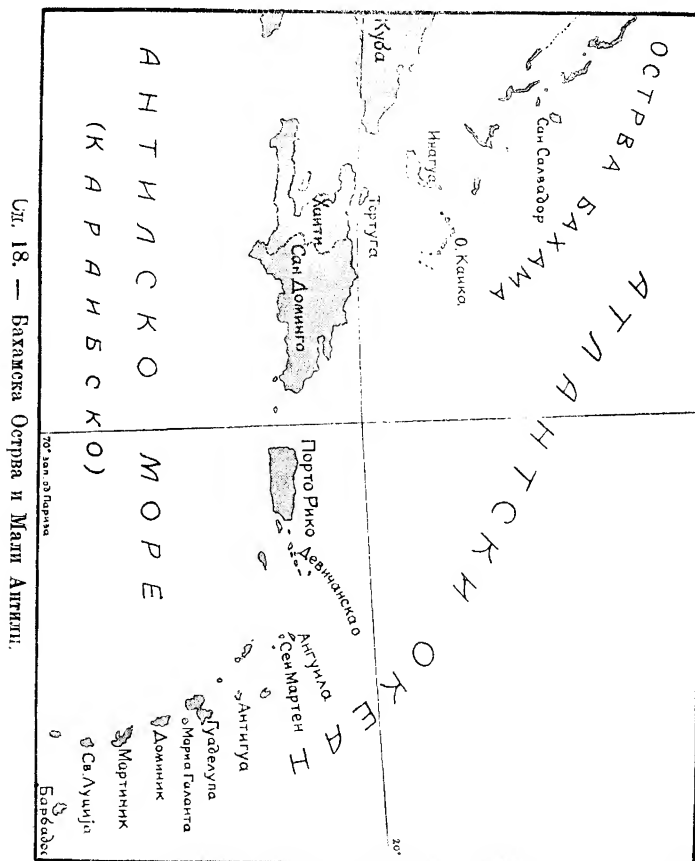 ОСТРВА БАХАМА
АТЛАНТСКИ ОКЕАН
Сан Салвадор
Инагуа
О. Каика
Куба
Тортуга
Хаити
Сан Доминго
Порто Рико
Девичанска о
Ангуила
Сен Мартен
Антигуа
Гуаделупа
Мариа Галанта
Доминик
Мартиник
Св. Луција
Барбадос
20°
70° зап. од Париза
АНТИЛСКО МОРЕ
(КАРАИБСКО)
Сл. 18. — Бахамска Острва и Мали Антили.